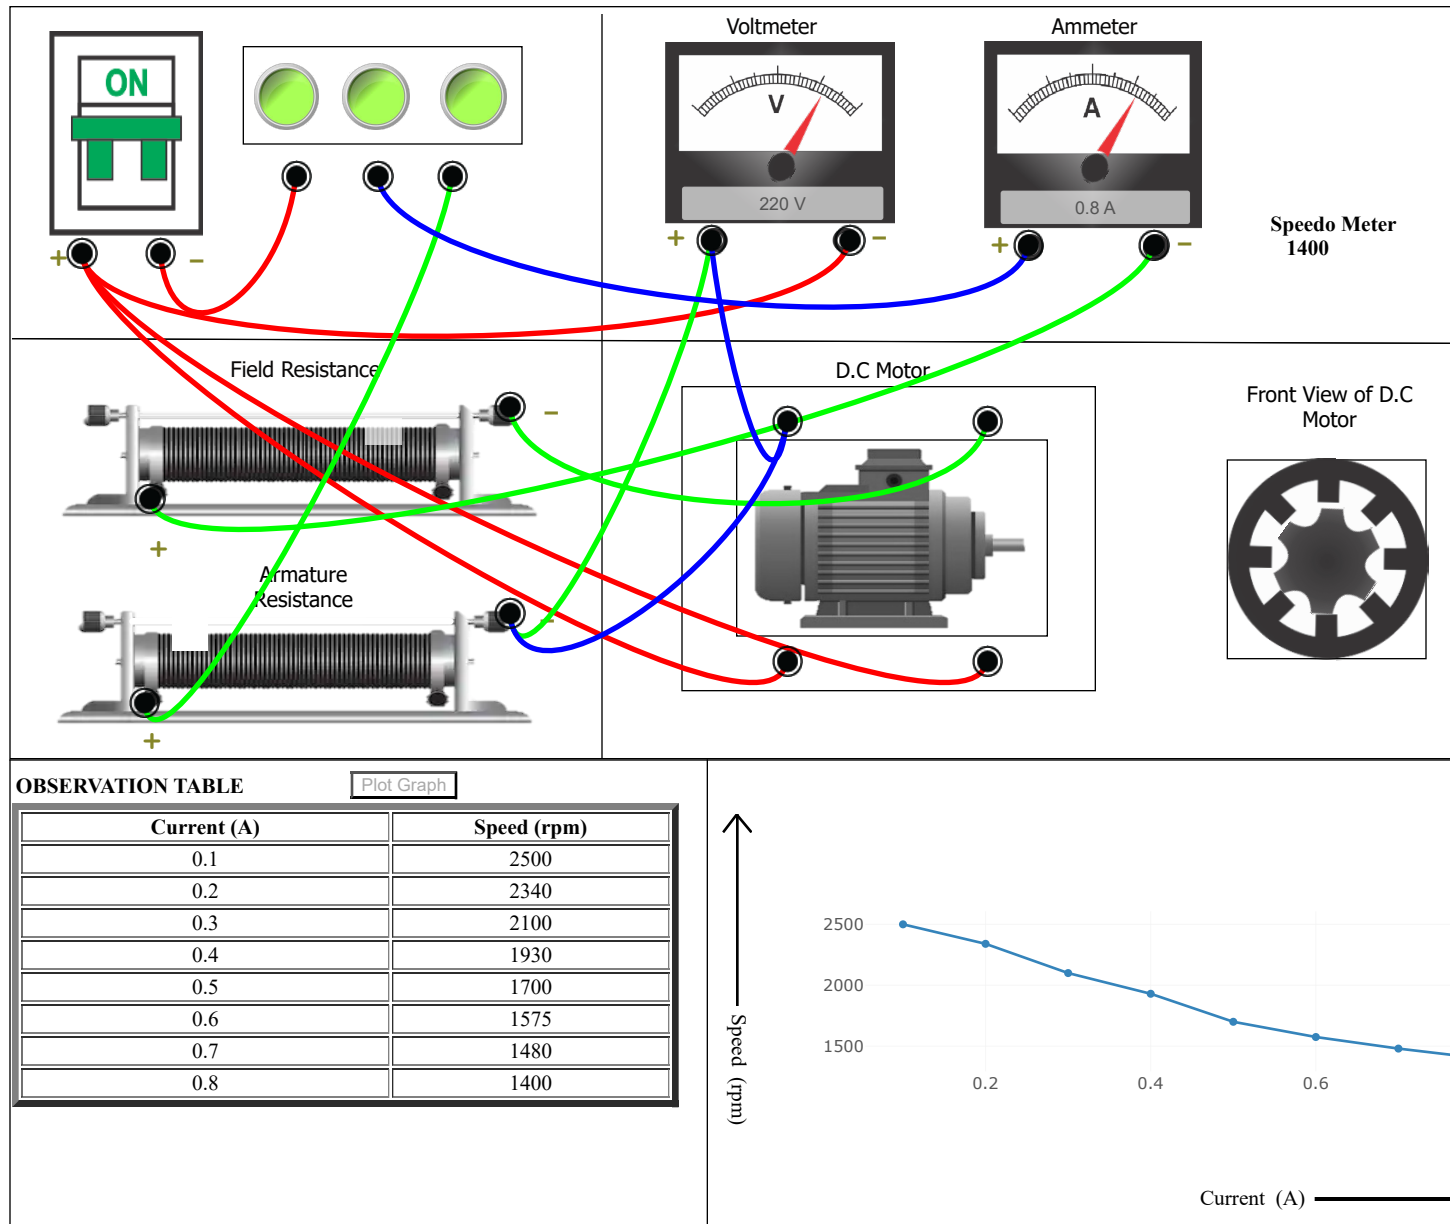 ON
Voltmeter
V
220 V
+
-
Ammeter
A
0.8 A
+
-
+
-
Speedo Meter
1400
Field Resistance
-
+
Armature
Resistance
-
+
D.C Motor
Front View of D.C
Motor
OBSERVATION TABLE
Plot Graph
Current (A) Speed (rpm)
0.1 2500
0.2 2340
0.3 2100
0.4 1930
0.5 1700
0.6 1575
0.7 1480
0.8 1400
Speed (rpm)
2500
2000
1500
0.2 0.4 0.6
Current (A)